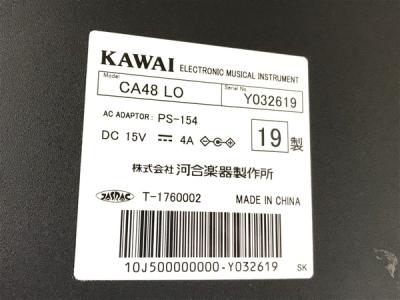 KAWAI ELECTRONIC MUSICAL INSTRUMENT
Model CA48 LO
Serial No Y032619
AC ADAPTOR: PS-154
DC 15V 4A
19 製
株式会社 河合楽器製作所
JASRAC T-1760002 MADE IN CHINA
10J500000000-Y032619 SK